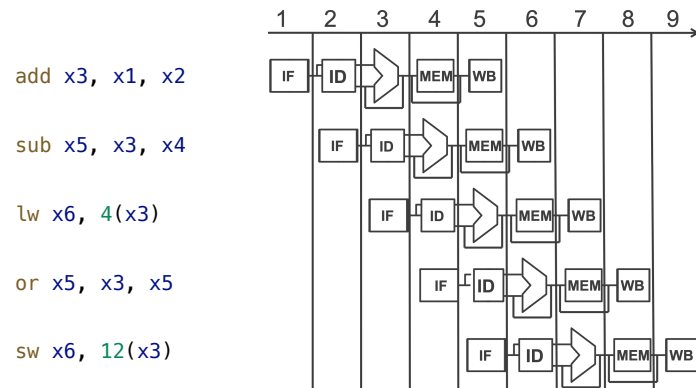 1 2 3 4 5 6 7 8 9
add x3, x1, x2 IF ID MEM WB
sub x5, x3, x4 IF ID MEM WB
lw x6, 4(x3) IF ID MEM WB
or x5, x3, x5 IF ID MEM WB
sw x6, 12(x3) IF ID MEM WB